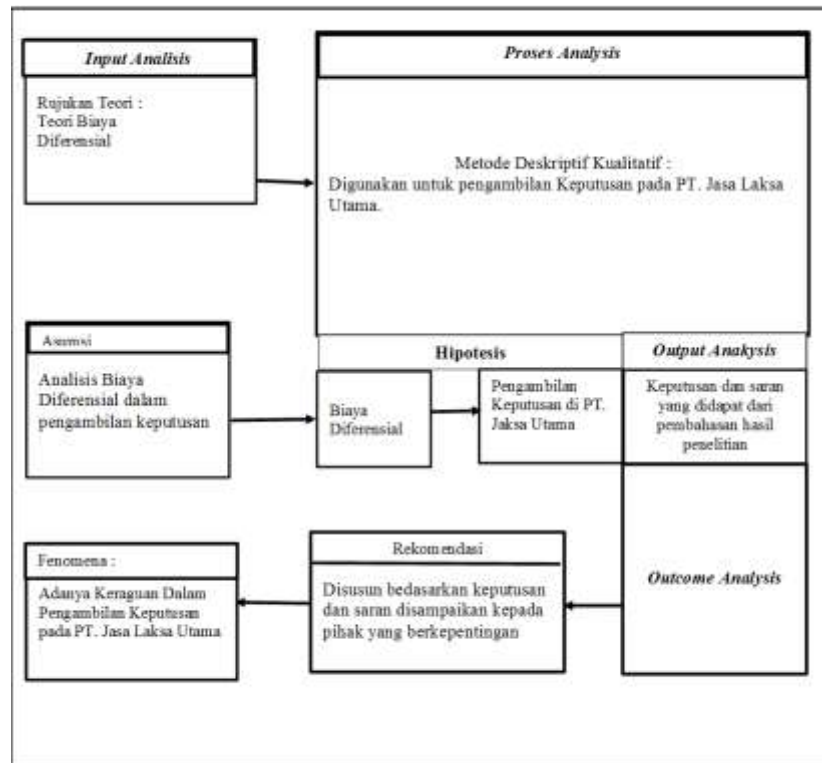 Input Analisis
Rujukan Teori :
Teori Biaya
Diferensial
Proses Analysis
Metode Deskriptif Kualitatif :
Digunakan untuk pengambilan Keputusan pada PT. Jasa Laksa
Utama.
Asumsi
Analisis Biaya
Diferensial dalam
pengambilan keputusan
Hipotesis
Biaya
Diferensial
Pengambilan
Keputusan di PT.
Jaksa Utama
Output Anakysis
Keputusan dan saran
yang didapat dari
pembahasan hasil
penelitian
Outcome Analysis
Rekomendasi
Disusun bedasarkan keputusan
dan saran disampaikan kepada
pihak yang berkepentingan
Fenomena :
Adanya Keraguan Dalam
Pengambilan Keputusan
pada PT. Jasa Laksa Utama